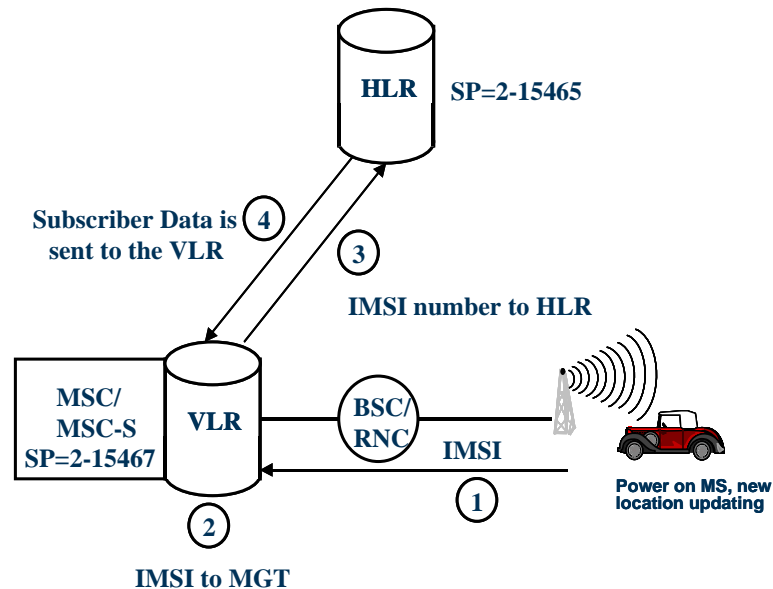 HLR
SP=2-15465
Subscriber Data is
sent to the VLR
4
3
IMSI number to HLR
MSC/
MSC-S
SP=2-15467
VLR
BSC/
RNC
IMSI
1
Power on MS, new
location updating
2
IMSI to MGT